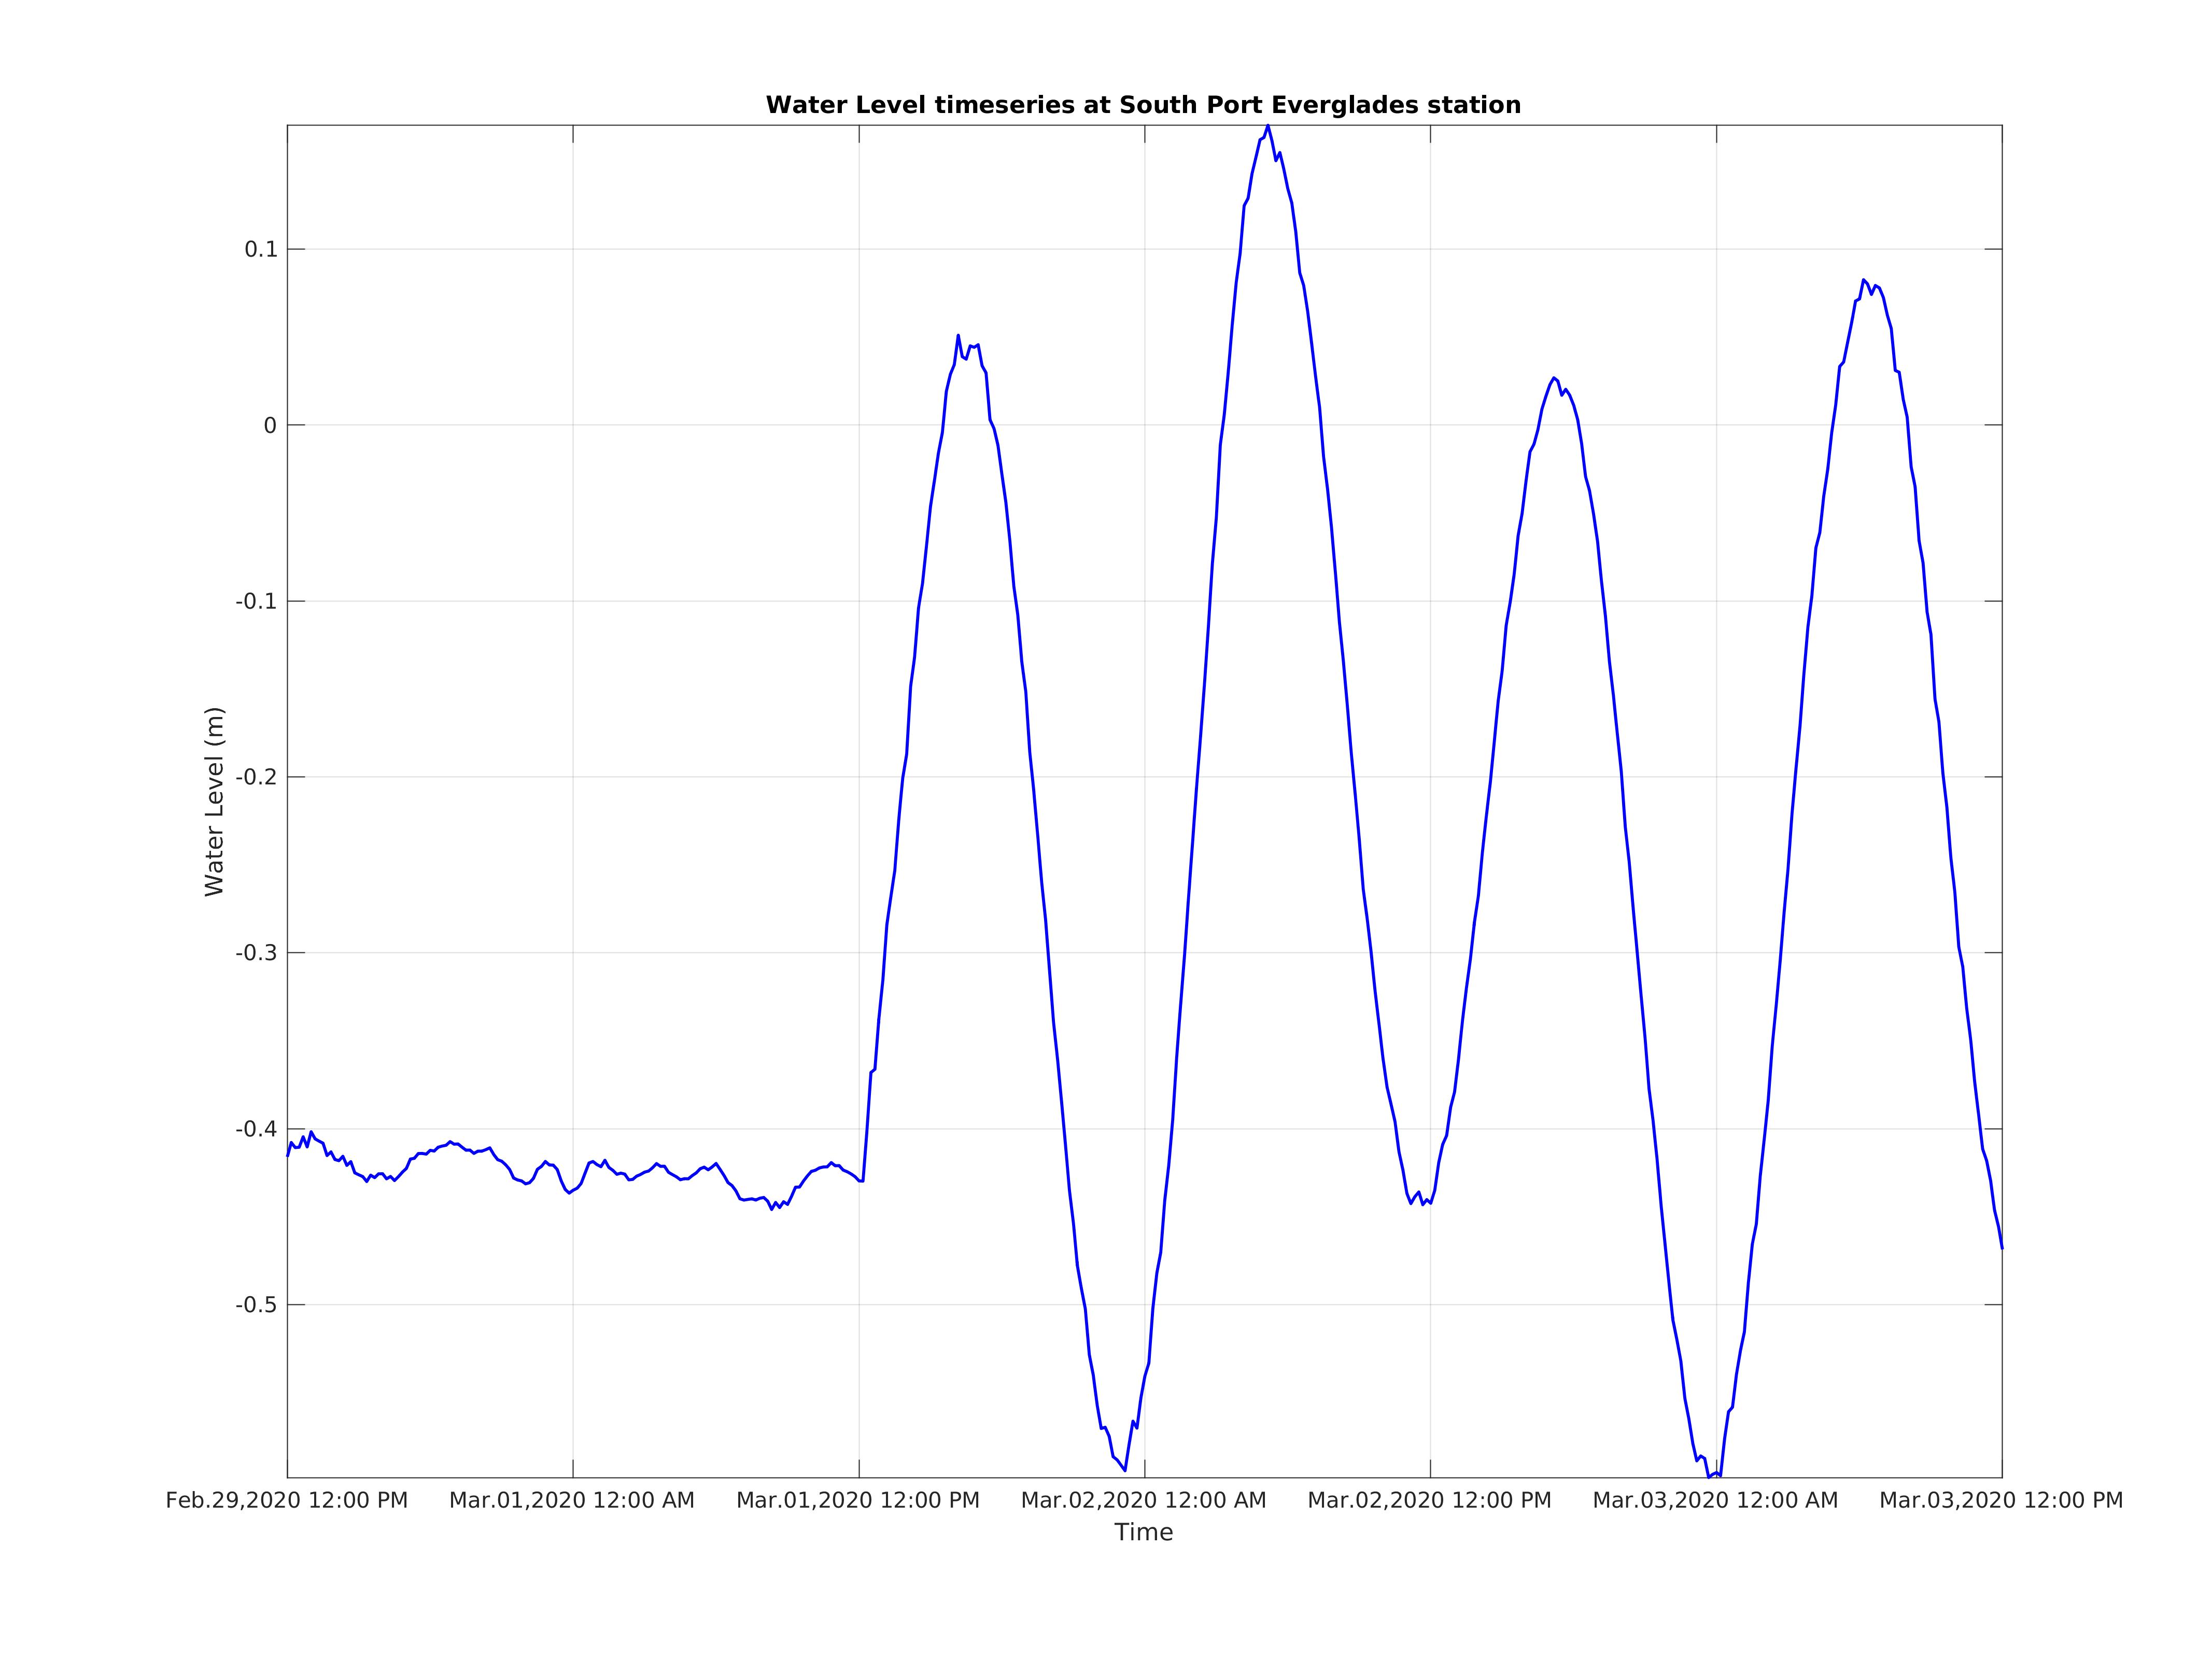 Water Level timeseries at South Port Everglades station
0.1
0
-0.1
-0.2
-0.3
-0.4
-0.5
Water Level (m)
Feb.29,2020 12:00 PM Mar.01,2020 12:00 AM Mar.01,2020 12:00 PM Mar.02,2020 12:00 AM Mar.02,2020 12:00 PM Mar.03,2020 12:00 AM Mar.03,2020 12:00 PM
Time